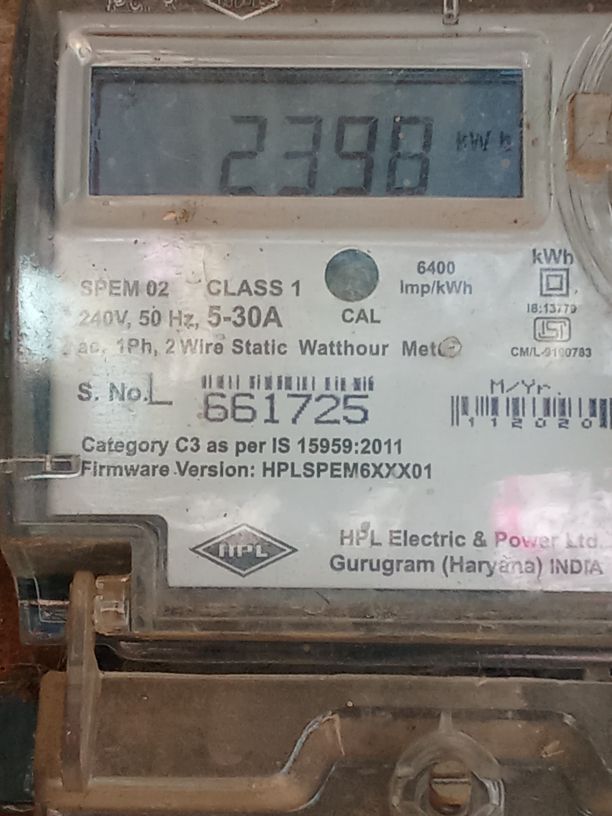 2398 kWh
SPEM 02 CLASS 1
6400
Imp/kWh
kWh
240V, 50 Hz, 5-30A
CAL
IS:13779
ISI
ac, 1Ph, 2 Wire Static Watthour Meter
CM/L-9100783
S. No. L 661725
M/Yr.
112020
Category C3 as per IS 15959:2011
Firmware Version: HPLSPEM6XXX01
HPL
HPL Electric & Power Ltd.
Gurugram (Haryana) INDIA